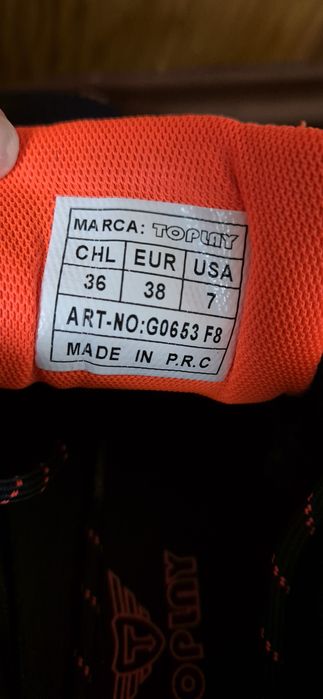 MARCA: TOPLAY
CHL EUR USA
36 38 7
ART-NO:G0653 F8
MADE IN P.R.C
T
TOPLAY